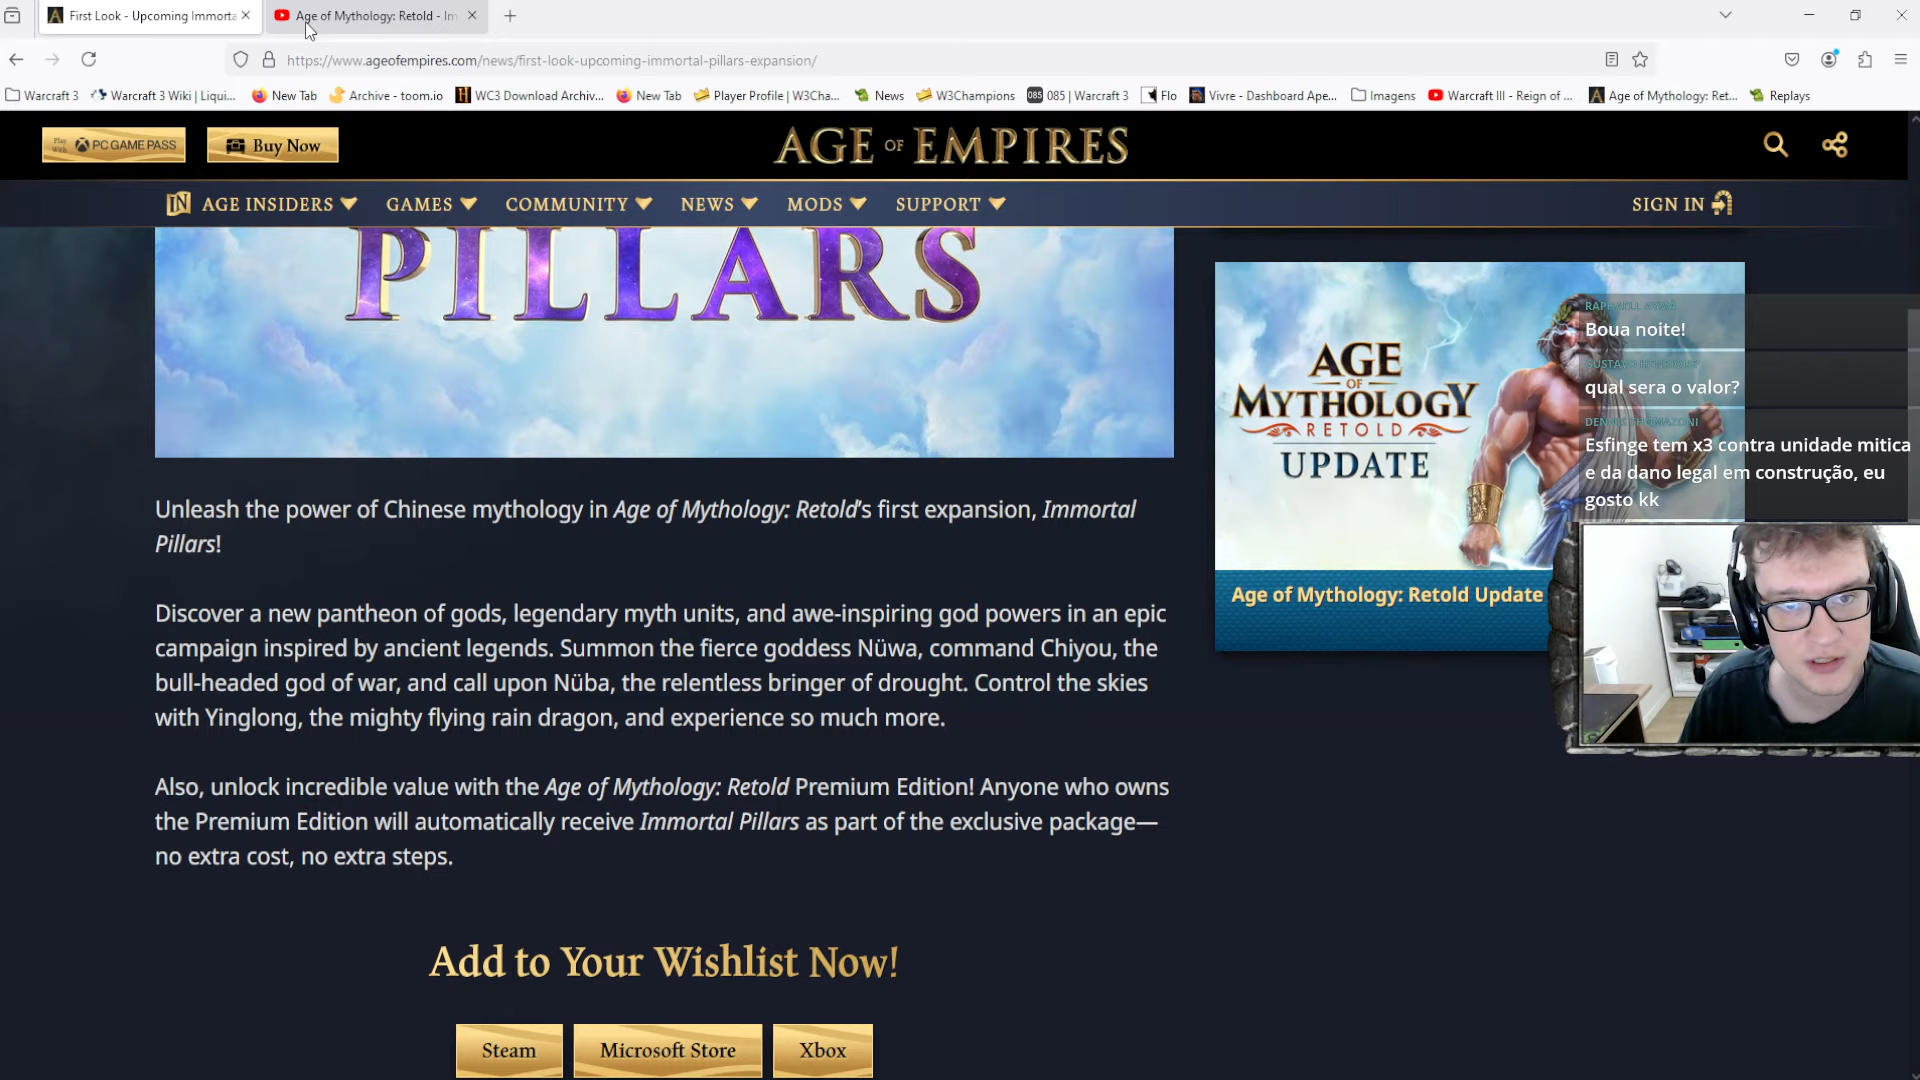 First Look - Upcoming Immorta
Age of Mythology: Retold - Im
https://www.ageofempires.com/news/first-look-upcoming-immortal-pillars-expansion/
Warcraft 3
Warcraft 3 Wiki | Liqui...
New Tab
Archive - toom.io
WC3 Download Archiv...
New Tab
Player Profile | W3Cha...
News
W3Champions
085 085 | Warcraft 3
Flo
Vivre - Dashboard Ape...
Imagens
Warcraft III - Reign of ...
Age of Mythology: Ret...
Replays
Play With PC GAME PASS
Buy Now
AGE OF EMPIRES
IN AGE INSIDERS
GAMES
COMMUNITY
NEWS
MODS
SUPPORT
SIGN IN
PILLARS
AGE
OF
MYTHOLOGY
RETOLD
UPDATE
Age of Mythology: Retold Update
Boua noite!
qual sera o valor?
Esfinge tem x3 contra unidade mitica
e da dano legal em construção, eu
gosto kk
Unleash the power of Chinese mythology in Age of Mythology: Retold's first expansion, Immortal
Pillars!
Discover a new pantheon of gods, legendary myth units, and awe-inspiring god powers in an epic
campaign inspired by ancient legends. Summon the fierce goddess Nüwa, command Chiyou, the
bull-headed god of war, and call upon Nüba, the relentless bringer of drought. Control the skies
with Yinglong, the mighty flying rain dragon, and experience so much more.
Also, unlock incredible value with the Age of Mythology: Retold Premium Edition! Anyone who owns
the Premium Edition will automatically receive Immortal Pillars as part of the exclusive package—
no extra cost, no extra steps.
Add to Your Wishlist Now!
Steam
Microsoft Store
Xbox